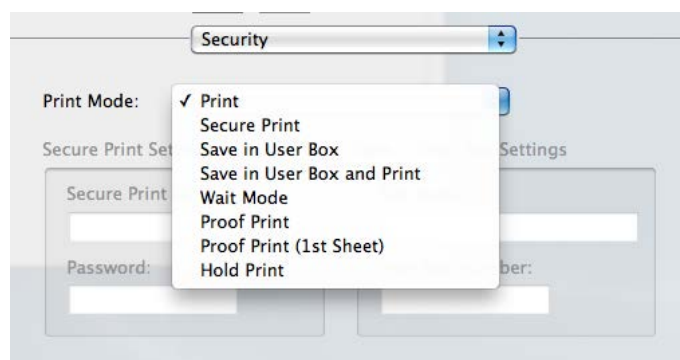 Security
Print Mode:
✓ Print
Secure Print
Save in User Box
Save in User Box and Print
Wait Mode
Proof Print
Proof Print (1st Sheet)
Hold Print
Secure Print Set
Settings
Secure Print
Password:
ber: